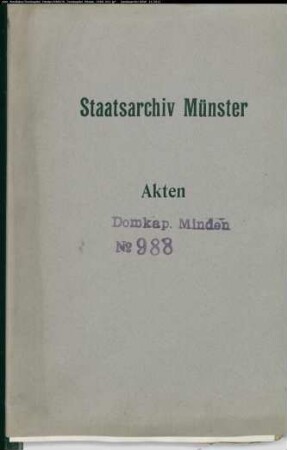 Staatsarchiv Münster
Akten
Domkap. Minden
No 988